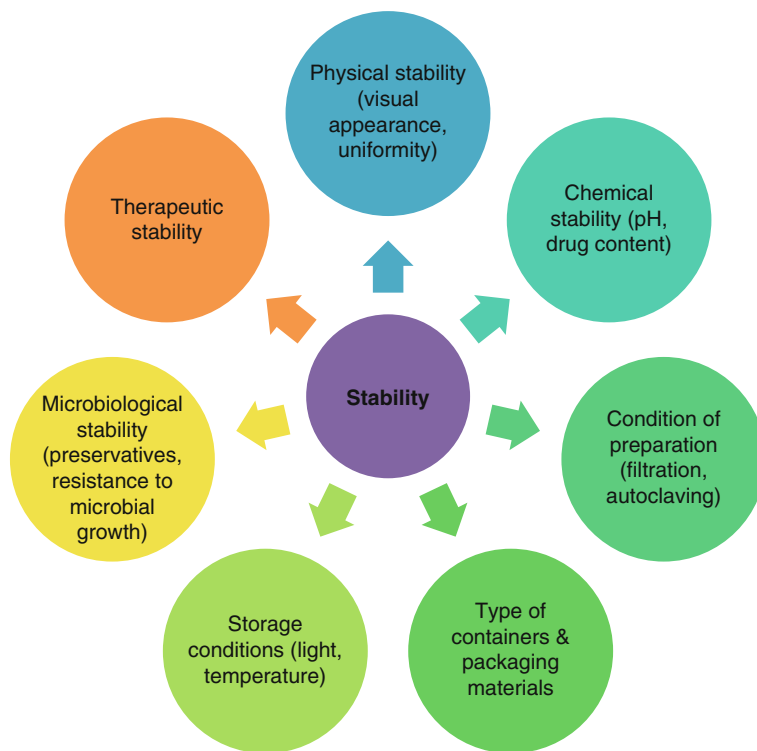 Physical stability
(visual
appearance,
uniformity)
Chemical
stability (pH,
drug content)
Condition of
preparation
(filtration,
autoclaving)
Type of
containers &
packaging
materials
Storage
conditions (light,
temperature)
Microbiological
stability
(preservatives,
resistance to
microbial
growth)
Therapeutic
stability
Stability